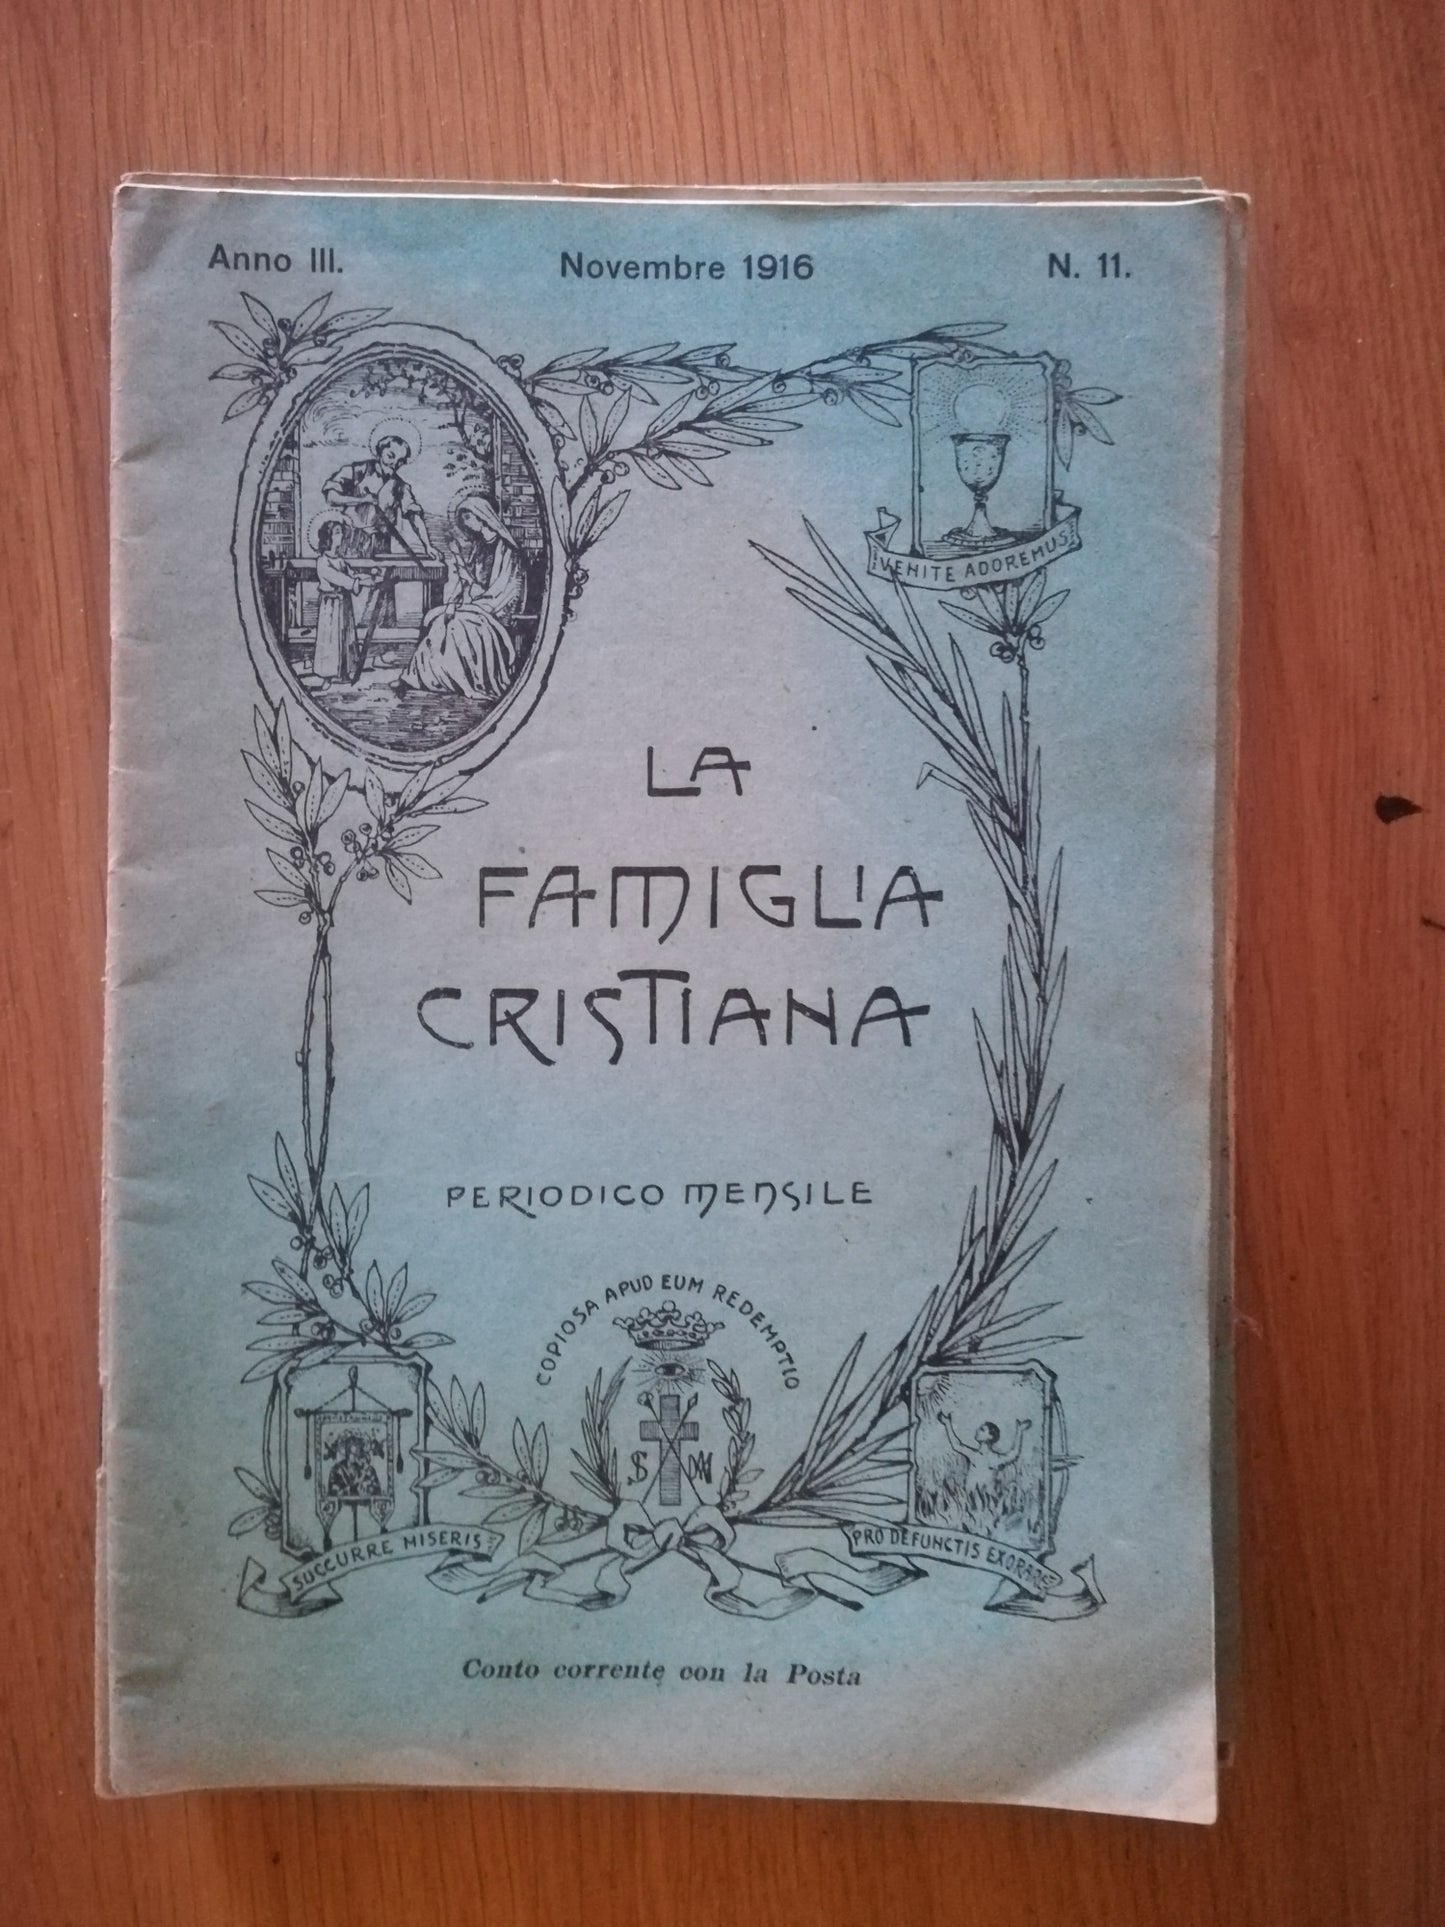 Anno III. Novembre 1916 N. 11.
VENITE ADOREMUS
LA
FAMIGLIA
CRISTIANA
PERIODICO MENSILE
COPIOSA APUD EUM REDEMPTIO
SUCCURRE MISERIS
PRO DEFUNCTIS EXORARE
Conto corrente con la Posta